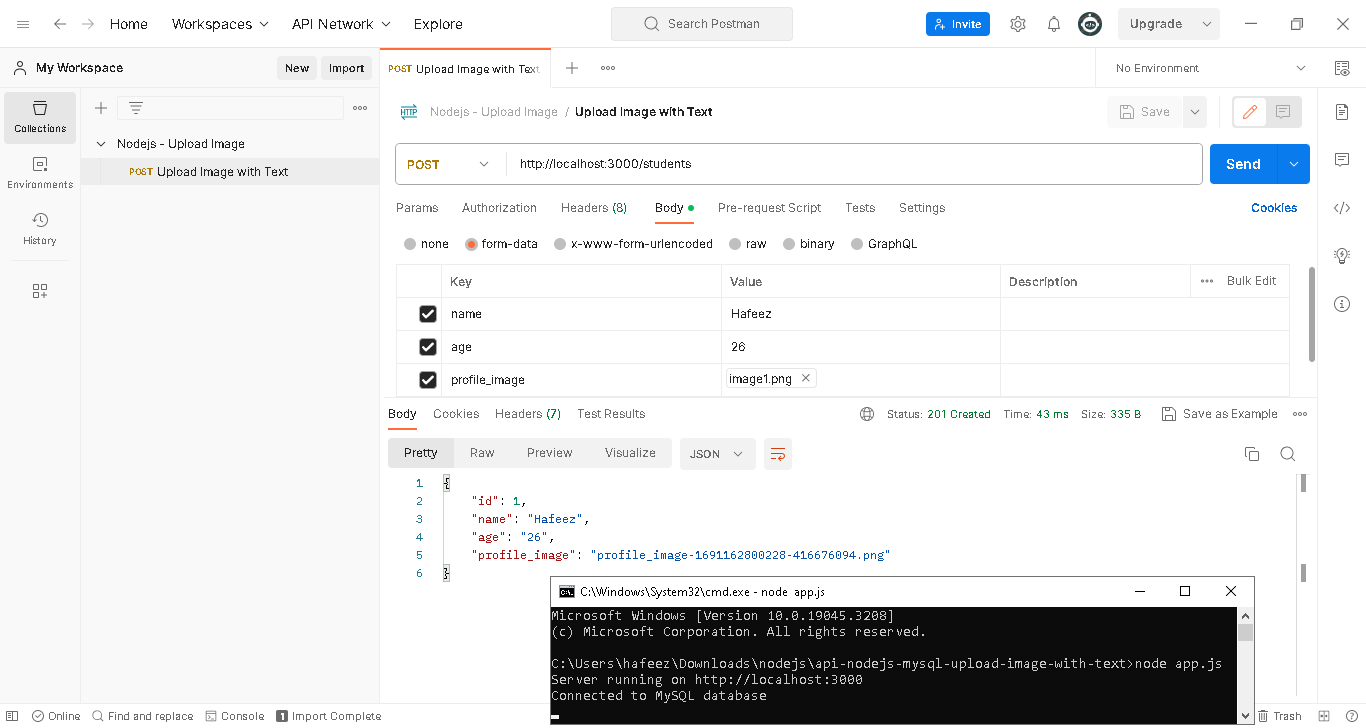 Home Workspaces API Network Explore Search Postman Invite Upgrade
My Workspace New Import POST Upload Image with Text No Environment
Collections
Environments
History
Nodejs - Upload Image
POST Upload Image with Text
HTTP Nodejs - Upload Image / Upload Image with Text Save
POST http://localhost:3000/students Send
Params Authorization Headers (8) Body Pre-request Script Tests Settings Cookies
none form-data x-www-form-urlencoded raw binary GraphQL
Key Value Description Bulk Edit
name Hafeez
age 26
profile_image image1.png
Body Cookies Headers (7) Test Results Status: 201 Created Time: 43 ms Size: 335 B Save as Example
Pretty Raw Preview Visualize JSON
1 {
2 "id": 1,
3 "name": "Hafeez",
4 "age": "26",
5 "profile_image": "profile_image-1691162800228-416676094.png"
6 }
C:\Windows\System32\cmd.exe - node app.js
Microsoft Windows [Version 10.0.19045.3208]
(c) Microsoft Corporation. All rights reserved.
C:\Users\hafeez\Downloads\nodejs\api-nodejs-mysql-upload-image-with-text>node app.js
Server running on http://localhost:3000
Connected to MySQL database
Online Find and replace Console 1 Import Complete Trash